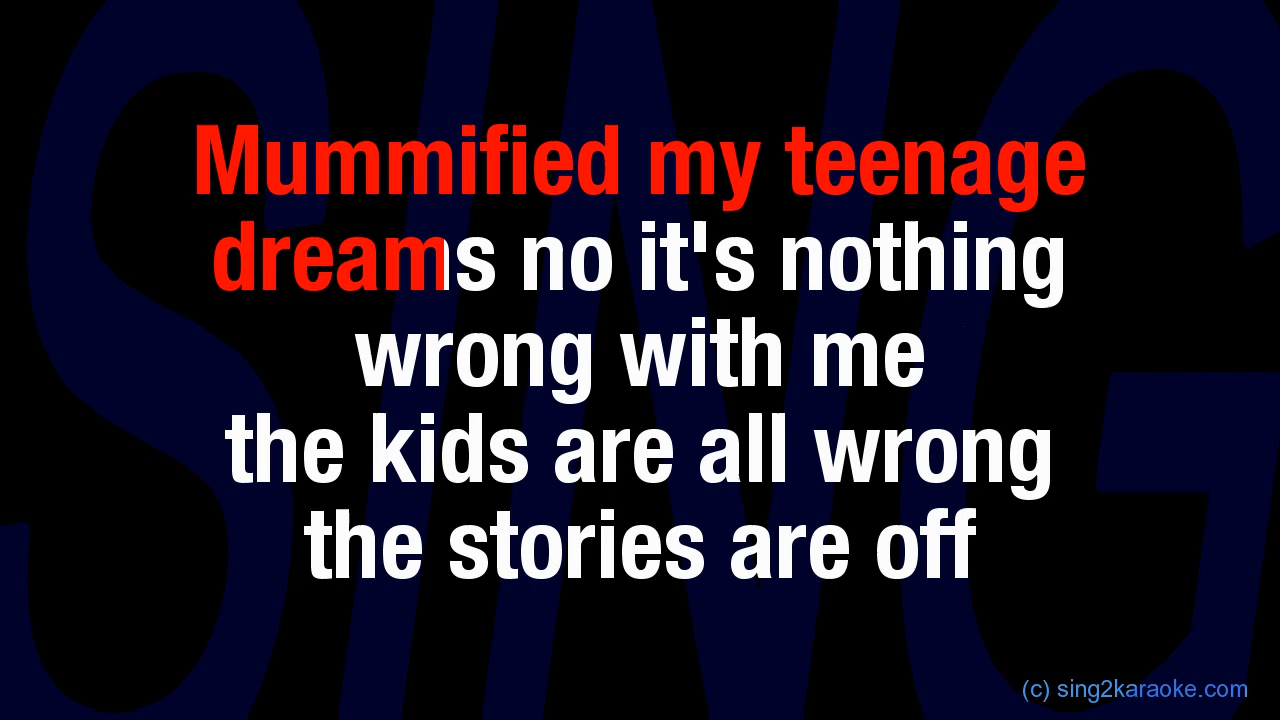 SING
Mummified my teenage
dreams no it's nothing
wrong with me
the kids are all wrong
the stories are off
(c) sing2karaoke.com